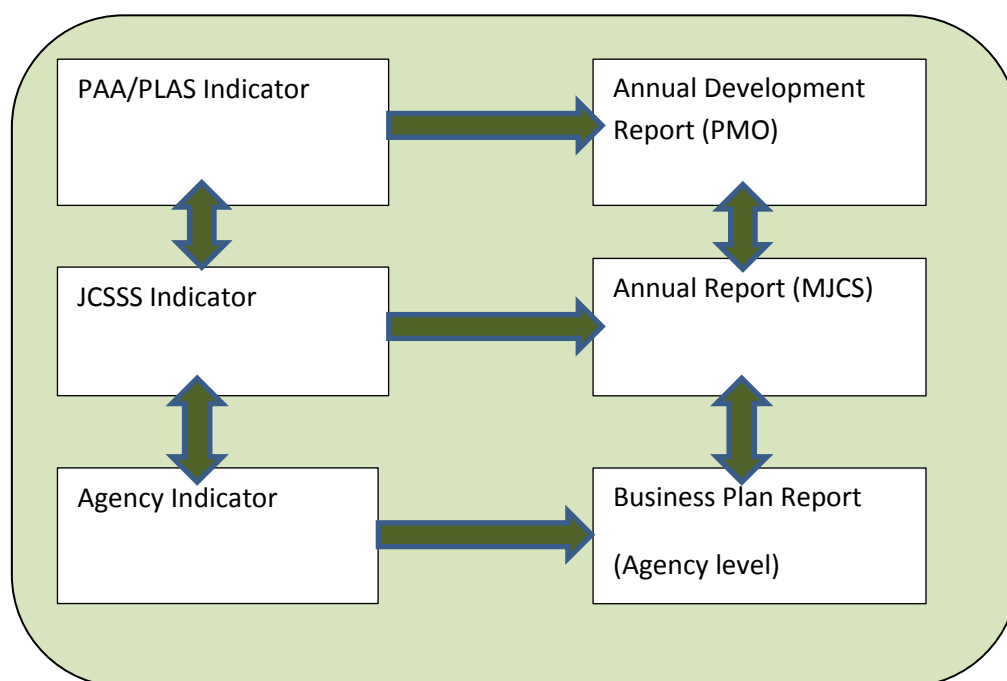 PAA/PLAS Indicator
Annual Development
Report (PMO)
JCSSS Indicator
Annual Report (MJCS)
Agency Indicator
Business Plan Report
(Agency level)